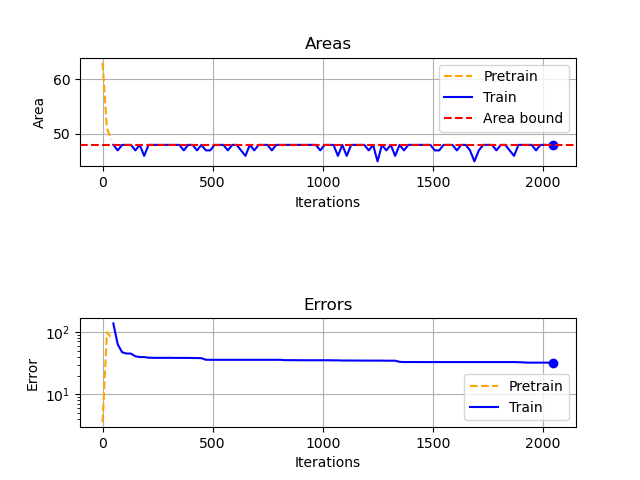 Areas
60
50
Area
Pretrain
Train
Area bound
0 500 1000 1500 2000
Iterations
Errors
10²
10¹
Error
Pretrain
Train
0 500 1000 1500 2000
Iterations